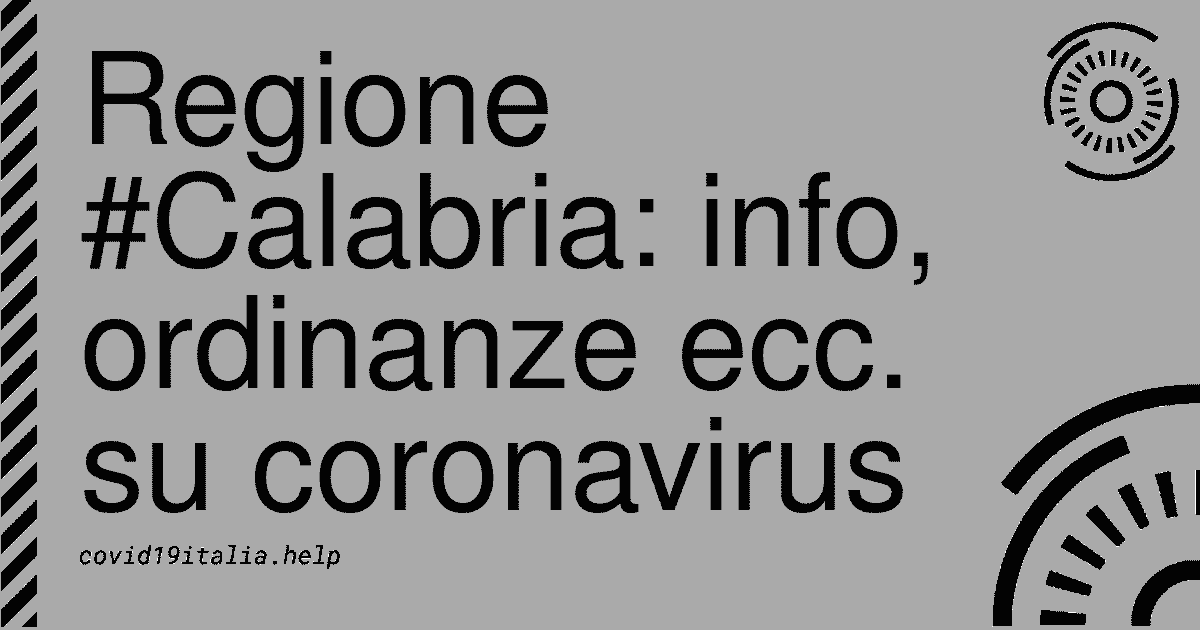 Regione
#Calabria: info,
ordinanze ecc.
su coronavirus
covid19italia.help